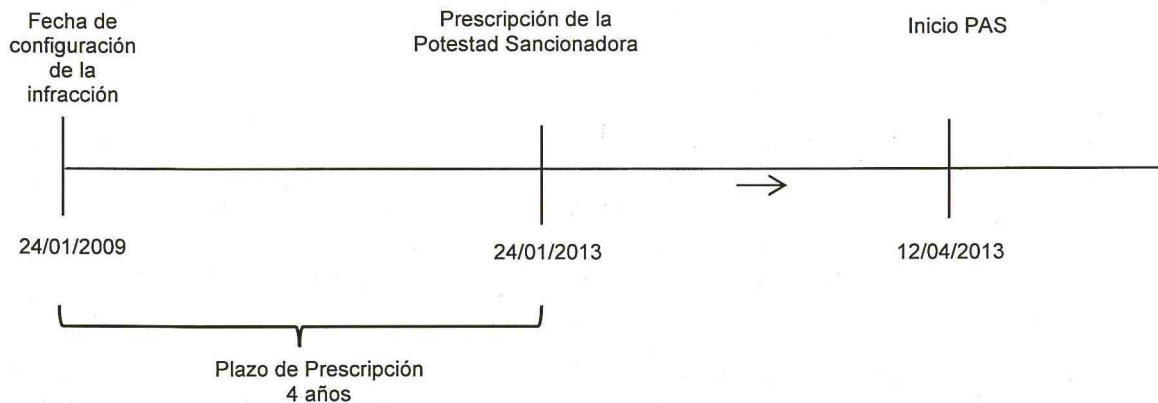 Fecha de
configuración
de la
infracción
Prescripción de la
Potestad Sancionadora
Inicio PAS
24/01/2009
24/01/2013
12/04/2013
Plazo de Prescripción
4 años